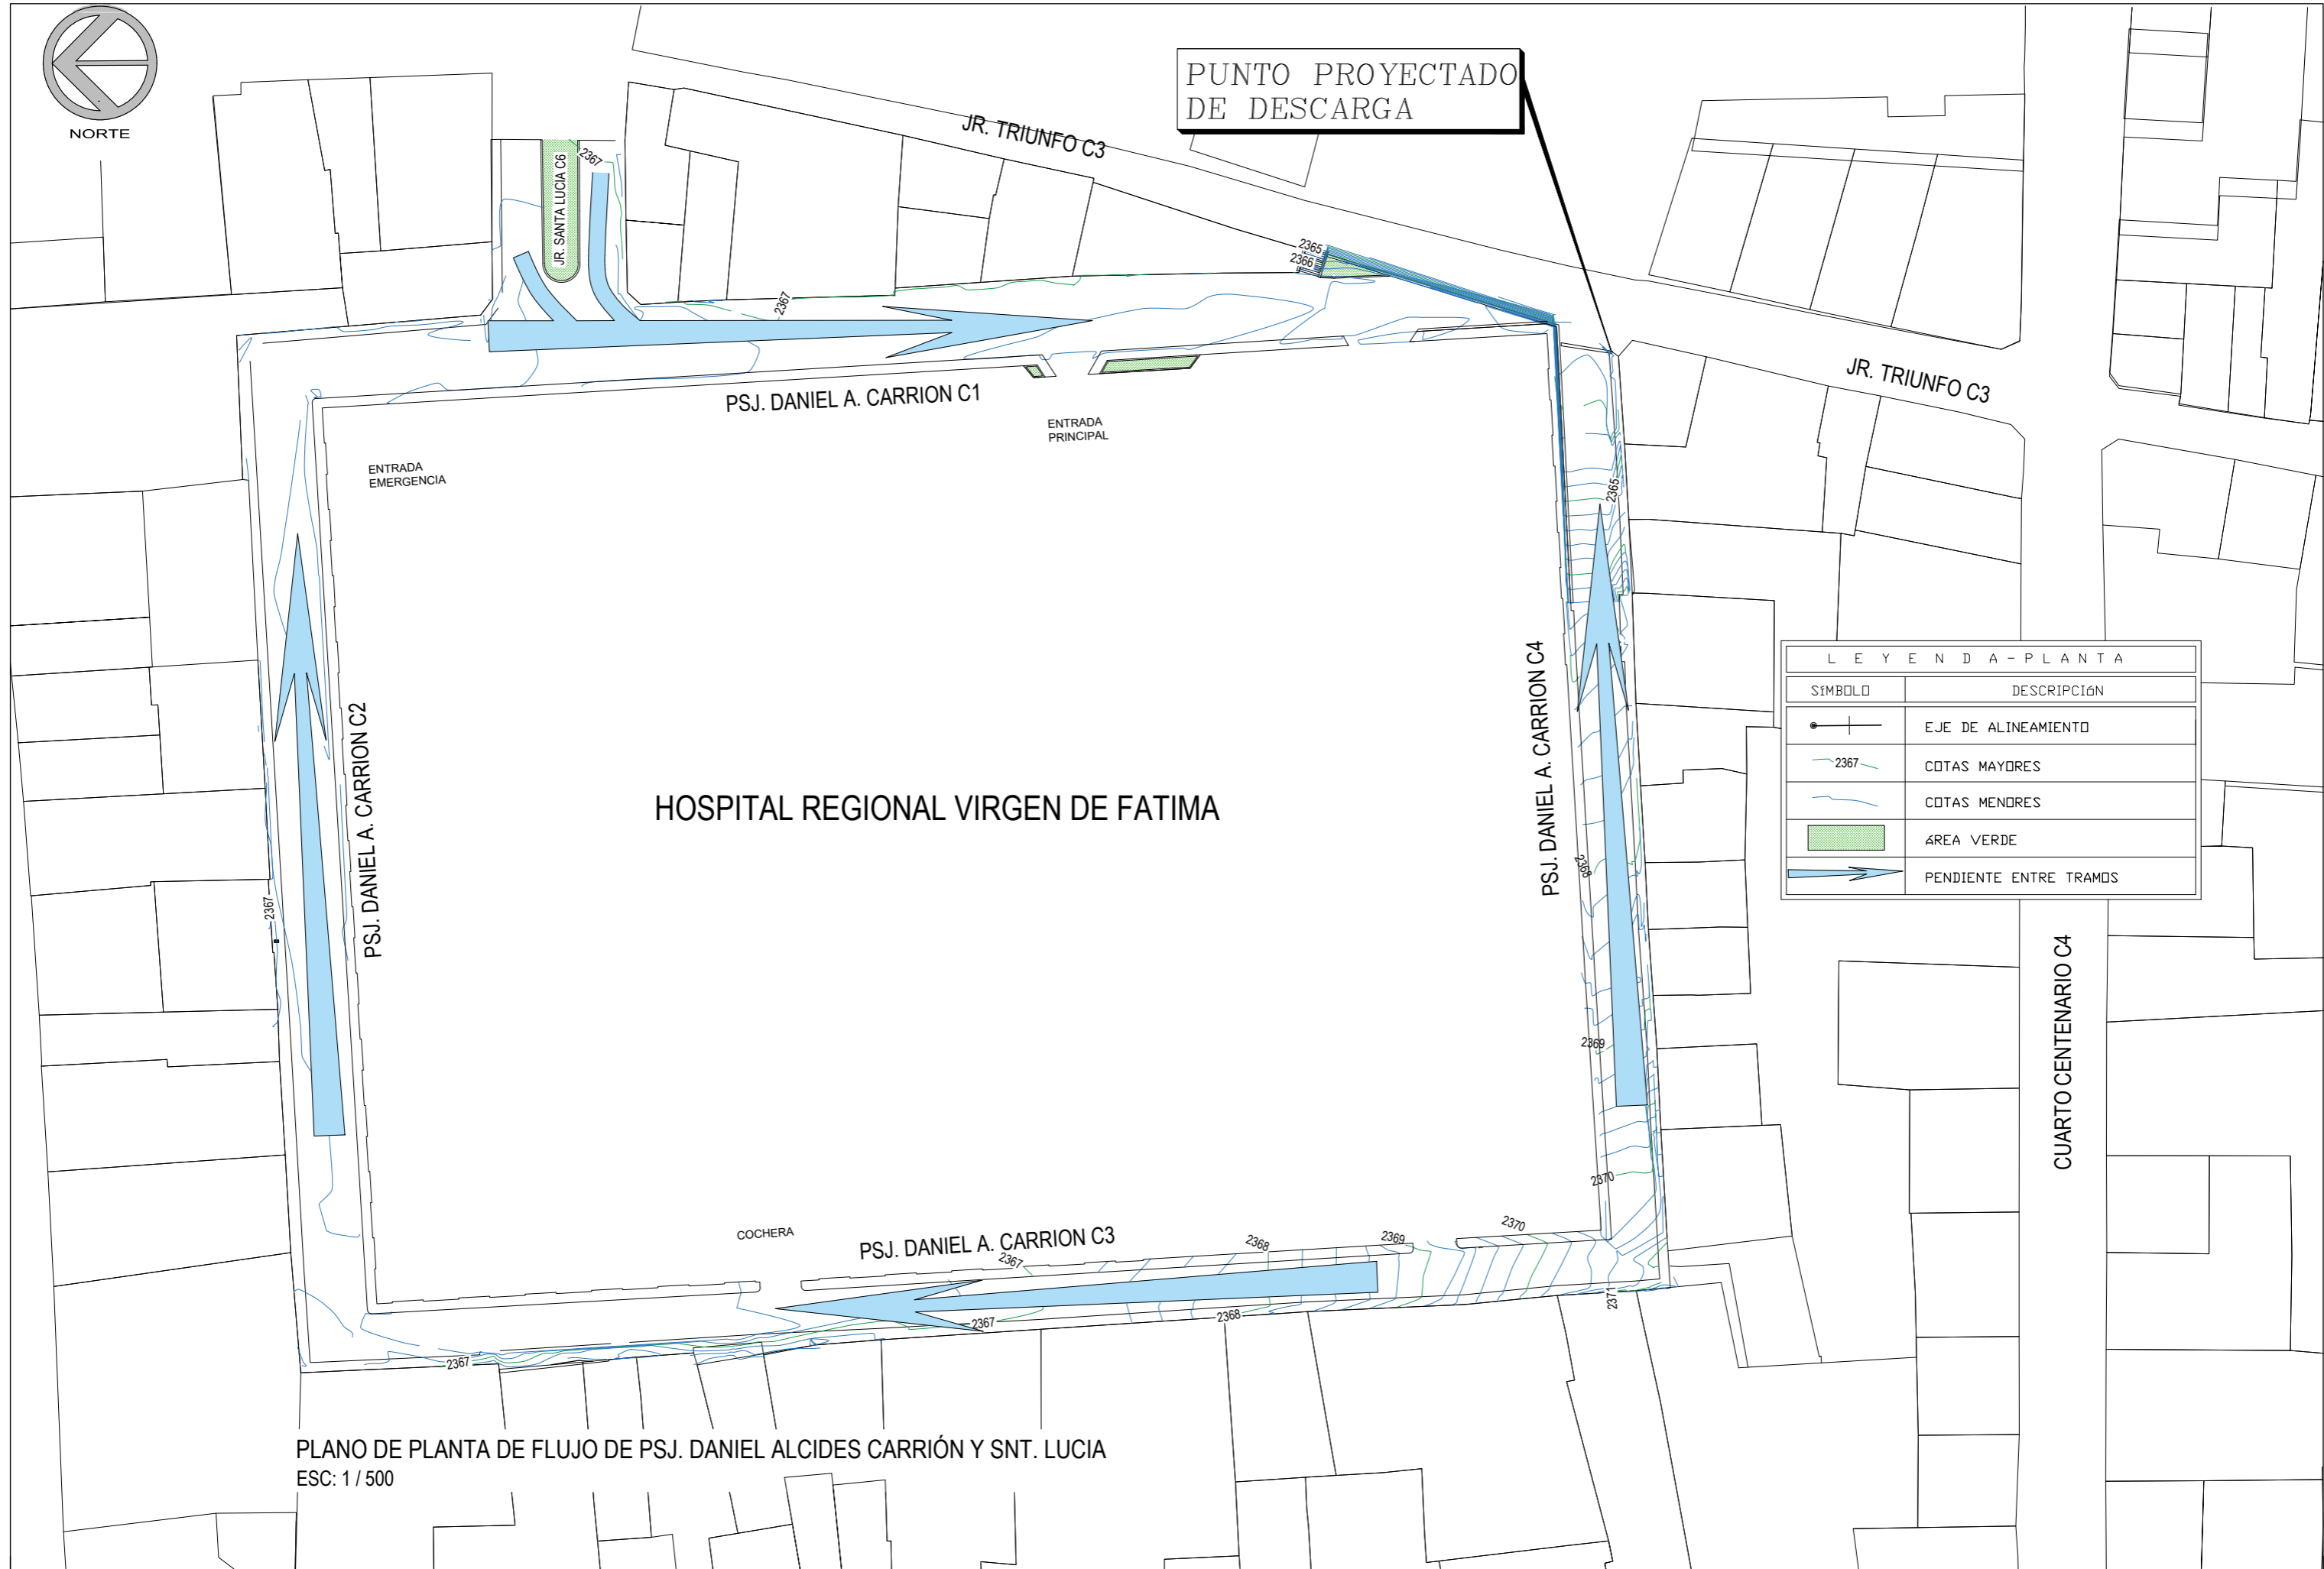 NORTE
PUNTO PROYECTADO
DE DESCARGA
JR. TRIUNFO C3
JR. SANTA LUCIA C6
2367
2367
2365
2366
JR. TRIUNFO C3
PSJ. DANIEL A. CARRION C1
ENTRADA
PRINCIPAL
ENTRADA
EMERGENCIA
2365
PSJ. DANIEL A. CARRION C2
HOSPITAL REGIONAL VIRGEN DE FATIMA
PSJ. DANIEL A. CARRION C4
LEYENDA-PLANTA
SíMBOLO
DESCRIPCIóN
EJE DE ALINEAMIENTO
2367
COTAS MAYORES
COTAS MENORES
áREA VERDE
PENDIENTE ENTRE TRAMOS
2367
2368
2369
2370
CUARTO CENTENARIO C4
COCHERA
PSJ. DANIEL A. CARRION C3
2367
2368
2369
2370
2371
2367
2368
2367
PLANO DE PLANTA DE FLUJO DE PSJ. DANIEL ALCIDES CARRIÓN Y SNT. LUCIA
ESC: 1 / 500